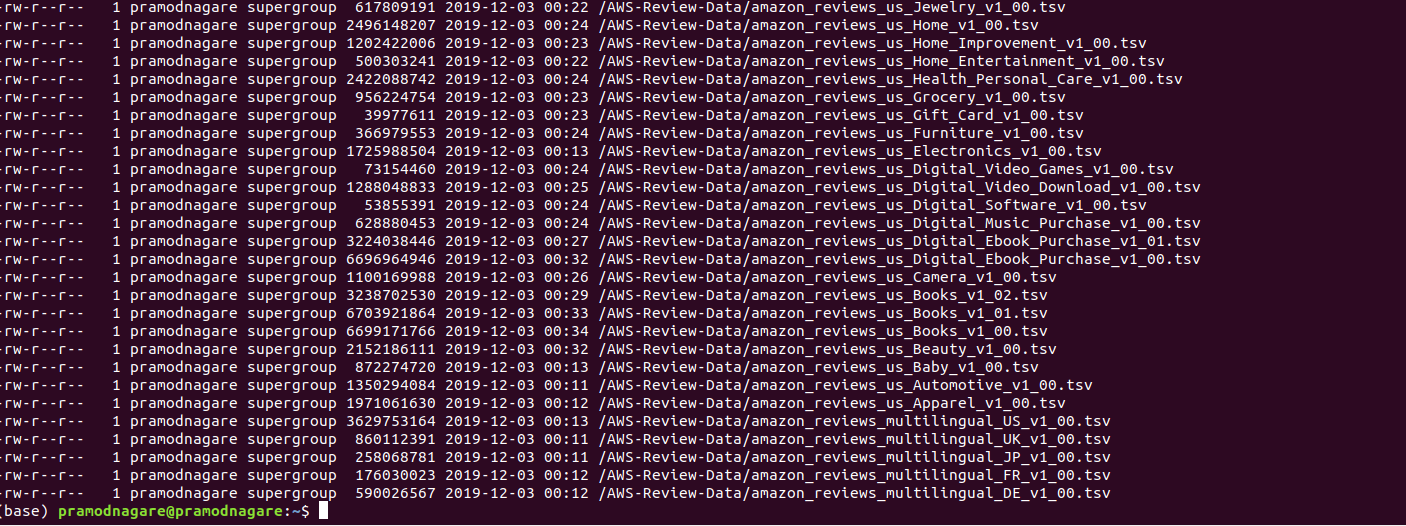 -rw-r--r--   1 pramodnagare supergroup  617809191 2019-12-03 00:22 /AWS-Review-Data/amazon_reviews_us_Jewelry_v1_00.tsv
-rw-r--r--   1 pramodnagare supergroup 2496148207 2019-12-03 00:24 /AWS-Review-Data/amazon_reviews_us_Home_v1_00.tsv
-rw-r--r--   1 pramodnagare supergroup 1202422006 2019-12-03 00:23 /AWS-Review-Data/amazon_reviews_us_Home_Improvement_v1_00.tsv
-rw-r--r--   1 pramodnagare supergroup  500303241 2019-12-03 00:22 /AWS-Review-Data/amazon_reviews_us_Home_Entertainment_v1_00.tsv
-rw-r--r--   1 pramodnagare supergroup 2422088742 2019-12-03 00:24 /AWS-Review-Data/amazon_reviews_us_Health_Personal_Care_v1_00.tsv
-rw-r--r--   1 pramodnagare supergroup  956224754 2019-12-03 00:23 /AWS-Review-Data/amazon_reviews_us_Grocery_v1_00.tsv
-rw-r--r--   1 pramodnagare supergroup   39977611 2019-12-03 00:23 /AWS-Review-Data/amazon_reviews_us_Gift_Card_v1_00.tsv
-rw-r--r--   1 pramodnagare supergroup  366979553 2019-12-03 00:24 /AWS-Review-Data/amazon_reviews_us_Furniture_v1_00.tsv
-rw-r--r--   1 pramodnagare supergroup 1725988504 2019-12-03 00:13 /AWS-Review-Data/amazon_reviews_us_Electronics_v1_00.tsv
-rw-r--r--   1 pramodnagare supergroup   73154460 2019-12-03 00:24 /AWS-Review-Data/amazon_reviews_us_Digital_Video_Games_v1_00.tsv
-rw-r--r--   1 pramodnagare supergroup 1288048833 2019-12-03 00:25 /AWS-Review-Data/amazon_reviews_us_Digital_Video_Download_v1_00.tsv
-rw-r--r--   1 pramodnagare supergroup   53855391 2019-12-03 00:24 /AWS-Review-Data/amazon_reviews_us_Digital_Software_v1_00.tsv
-rw-r--r--   1 pramodnagare supergroup  628880453 2019-12-03 00:24 /AWS-Review-Data/amazon_reviews_us_Digital_Music_Purchase_v1_00.tsv
-rw-r--r--   1 pramodnagare supergroup 3224038446 2019-12-03 00:27 /AWS-Review-Data/amazon_reviews_us_Digital_Ebook_Purchase_v1_01.tsv
-rw-r--r--   1 pramodnagare supergroup 6696964946 2019-12-03 00:32 /AWS-Review-Data/amazon_reviews_us_Digital_Ebook_Purchase_v1_00.tsv
-rw-r--r--   1 pramodnagare supergroup 1100169988 2019-12-03 00:26 /AWS-Review-Data/amazon_reviews_us_Camera_v1_00.tsv
-rw-r--r--   1 pramodnagare supergroup 3238702530 2019-12-03 00:29 /AWS-Review-Data/amazon_reviews_us_Books_v1_02.tsv
-rw-r--r--   1 pramodnagare supergroup 6703921864 2019-12-03 00:33 /AWS-Review-Data/amazon_reviews_us_Books_v1_01.tsv
-rw-r--r--   1 pramodnagare supergroup 6699171766 2019-12-03 00:34 /AWS-Review-Data/amazon_reviews_us_Books_v1_00.tsv
-rw-r--r--   1 pramodnagare supergroup 2152186111 2019-12-03 00:32 /AWS-Review-Data/amazon_reviews_us_Beauty_v1_00.tsv
-rw-r--r--   1 pramodnagare supergroup  872274720 2019-12-03 00:13 /AWS-Review-Data/amazon_reviews_us_Baby_v1_00.tsv
-rw-r--r--   1 pramodnagare supergroup 1350294084 2019-12-03 00:11 /AWS-Review-Data/amazon_reviews_us_Automotive_v1_00.tsv
-rw-r--r--   1 pramodnagare supergroup 1971061630 2019-12-03 00:12 /AWS-Review-Data/amazon_reviews_us_Apparel_v1_00.tsv
-rw-r--r--   1 pramodnagare supergroup 3629753164 2019-12-03 00:13 /AWS-Review-Data/amazon_reviews_multilingual_US_v1_00.tsv
-rw-r--r--   1 pramodnagare supergroup  860112391 2019-12-03 00:11 /AWS-Review-Data/amazon_reviews_multilingual_UK_v1_00.tsv
-rw-r--r--   1 pramodnagare supergroup  258068781 2019-12-03 00:11 /AWS-Review-Data/amazon_reviews_multilingual_JP_v1_00.tsv
-rw-r--r--   1 pramodnagare supergroup  176030023 2019-12-03 00:12 /AWS-Review-Data/amazon_reviews_multilingual_FR_v1_00.tsv
-rw-r--r--   1 pramodnagare supergroup  590026567 2019-12-03 00:12 /AWS-Review-Data/amazon_reviews_multilingual_DE_v1_00.tsv
(base) pramodnagare@pramodnagare:~$